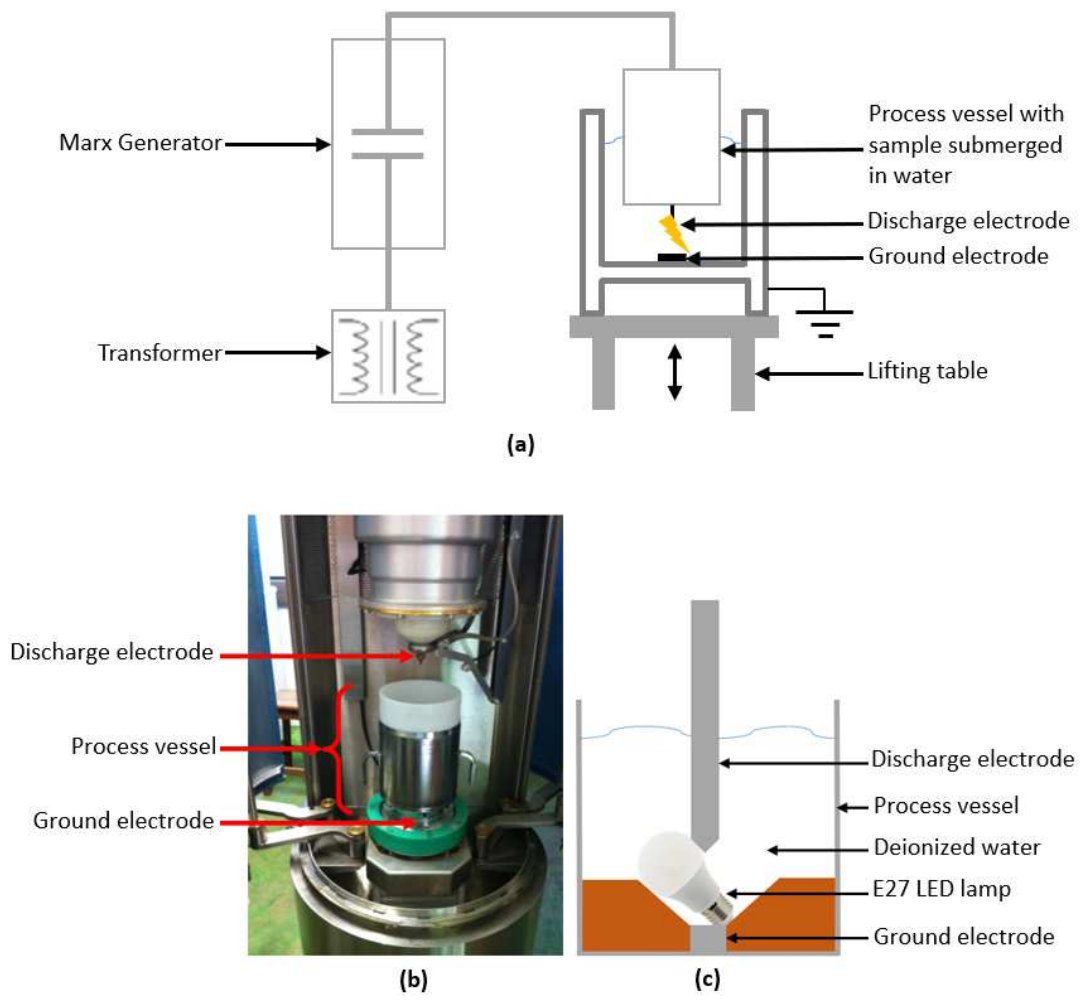 Marx Generator
Process vessel with
sample submerged
in water
Discharge electrode
Ground electrode
Transformer
Lifting table
(a)
Discharge electrode
Process vessel
Ground electrode
(b)
Discharge electrode
Process vessel
Deionized water
E27 LED lamp
Ground electrode
(c)